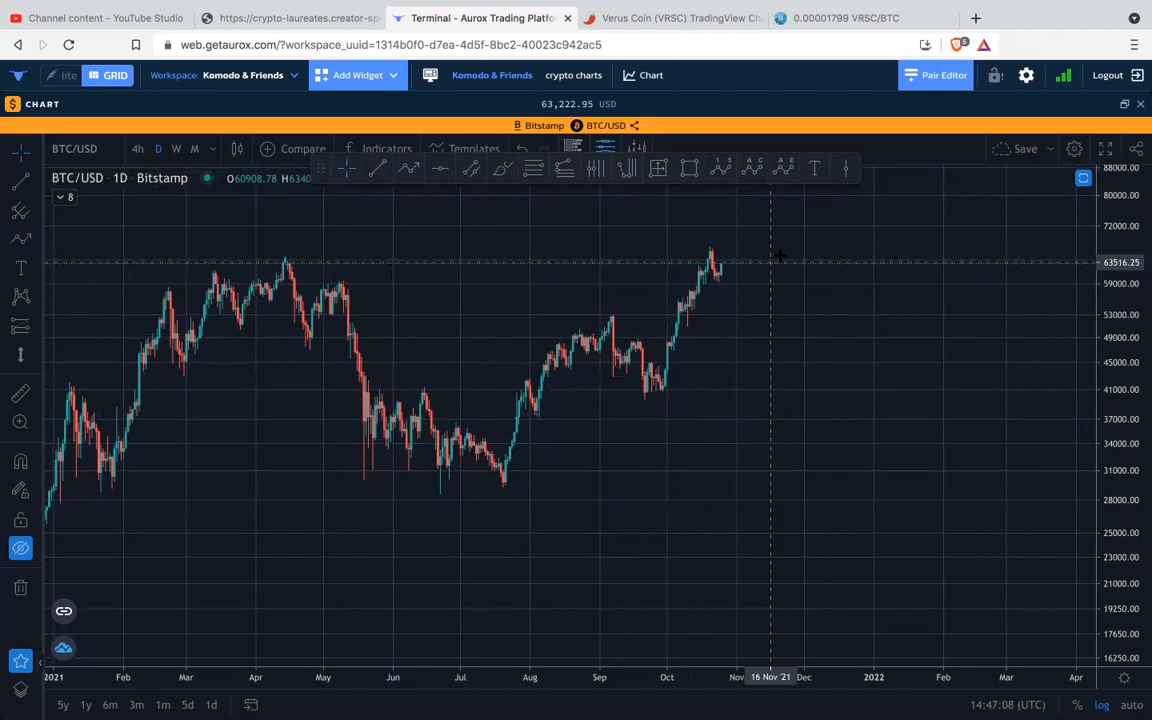 Channel content - YouTube Studio
https://crypto-laureates.creator-sp
Terminal - Aurox Trading Platfo
Verus Coin (VRSC) TradingView Ch
0.00001799 VRSC/BTC
web.getaurox.com/?workspace_uuid=1314b0f0-d7ea-4d5f-8bc2-40023c942ac5
5
lite
GRID
Workspace: Komodo & Friends
Add Widget
Komodo & Friends
crypto charts
Chart
Pair Editor
Logout
CHART
63,222.95 USD
Bitstamp BTC/USD
BTC/USD
4h D W M
Compare
Indicators
Templates
Save
BTC/USD 1D Bitstamp
O60908.78 H6340
8
88000.00
80000.00
72000.00
63516.25
59000.00
53000.00
49000.00
45000.00
41000.00
37000.00
34000.00
31000.00
28000.00
25000.00
23000.00
21000.00
19250.00
17650.00
16250.00
2021 Feb Mar Apr May Jun Jul Aug Sep Oct Nov 16 Nov '21 Dec 2022 Feb Mar Apr
5y 1y 6m 3m 1m 5d 1d
14:47:08 (UTC) % log auto